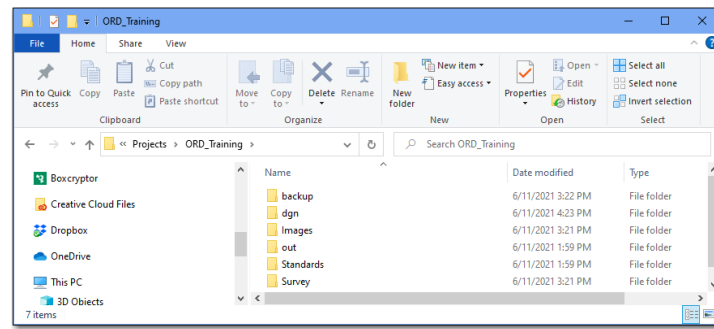 ORD_Training
File Home Share View
Pin to Quick access
Copy
Paste
Cut
Copy path
Paste shortcut
Clipboard
Move to
Copy to
Delete
Rename
Organize
New folder
New item
Easy access
New
Properties
Open
Edit
History
Open
Select all
Select none
Invert selection
Select
« Projects › ORD_Training ›
Search ORD_Training
Boxcryptor
Creative Cloud Files
Dropbox
OneDrive
This PC
3D Objects
Name Date modified Type
backup 6/11/2021 3:22 PM File folder
dgn 6/11/2021 4:23 PM File folder
Images 6/11/2021 3:21 PM File folder
out 6/11/2021 1:59 PM File folder
Standards 6/11/2021 1:59 PM File folder
Survey 6/11/2021 3:21 PM File folder
7 items